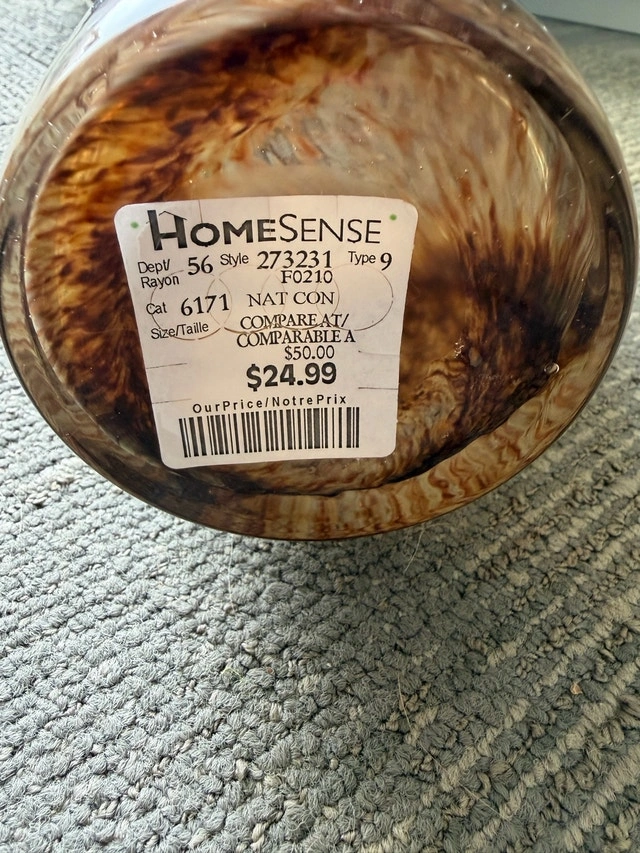 HOMESENSE
Dept/ 56 Style 273231 Type 9
Rayon F0210
Cat 6171 NAT CON
Size/Taille COMPARE AT/
COMPARABLE A
$50.00
$24.99
OurPrice/NotrePrix